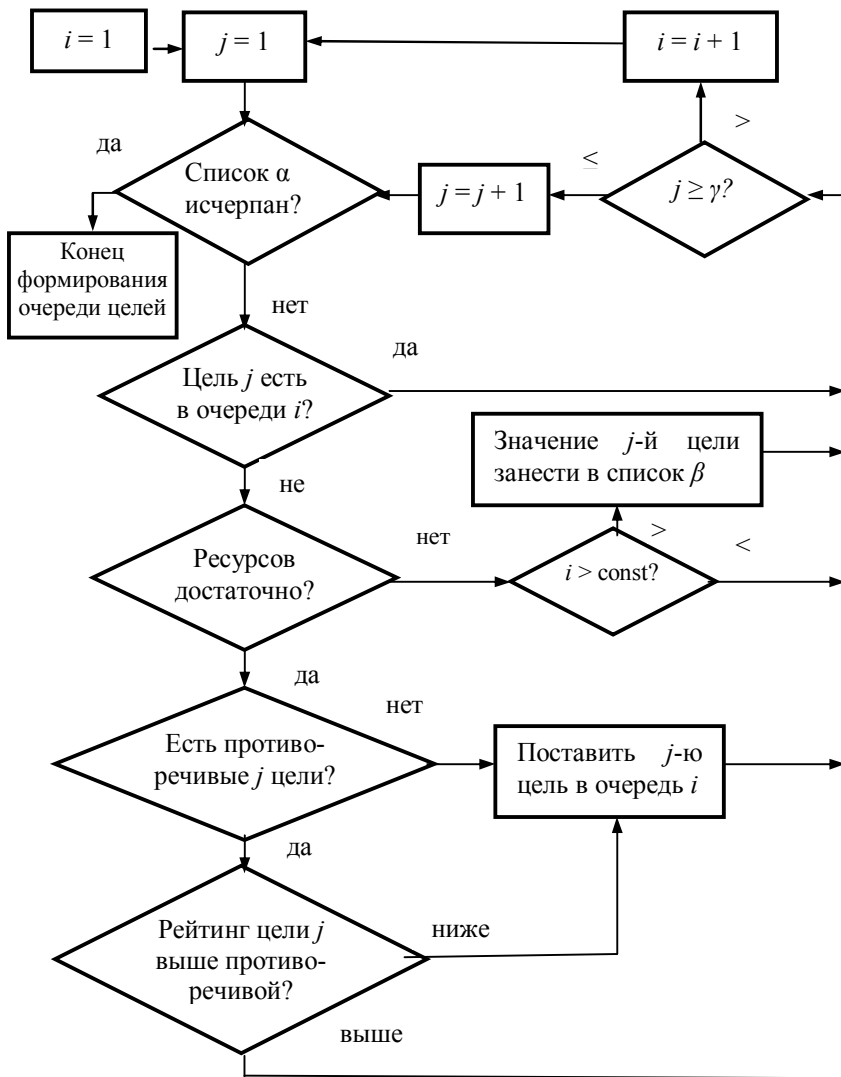 i = 1
j = 1
i = i + 1
>
да
≤
Список α
исчерпан?
j = j + 1
j ≥ γ?
Конец
формирования
очереди целей
нет
да
Цель j есть
в очереди i?
Значение j-й цели
занести в список β
не
нет
>
<
Ресурсов
достаточно?
i > const?
да
нет
Есть противо-
речивые j цели?
Поставить j-ю
цель в очередь i
да
Рейтинг цели j
выше противо-
речивой?
ниже
выше